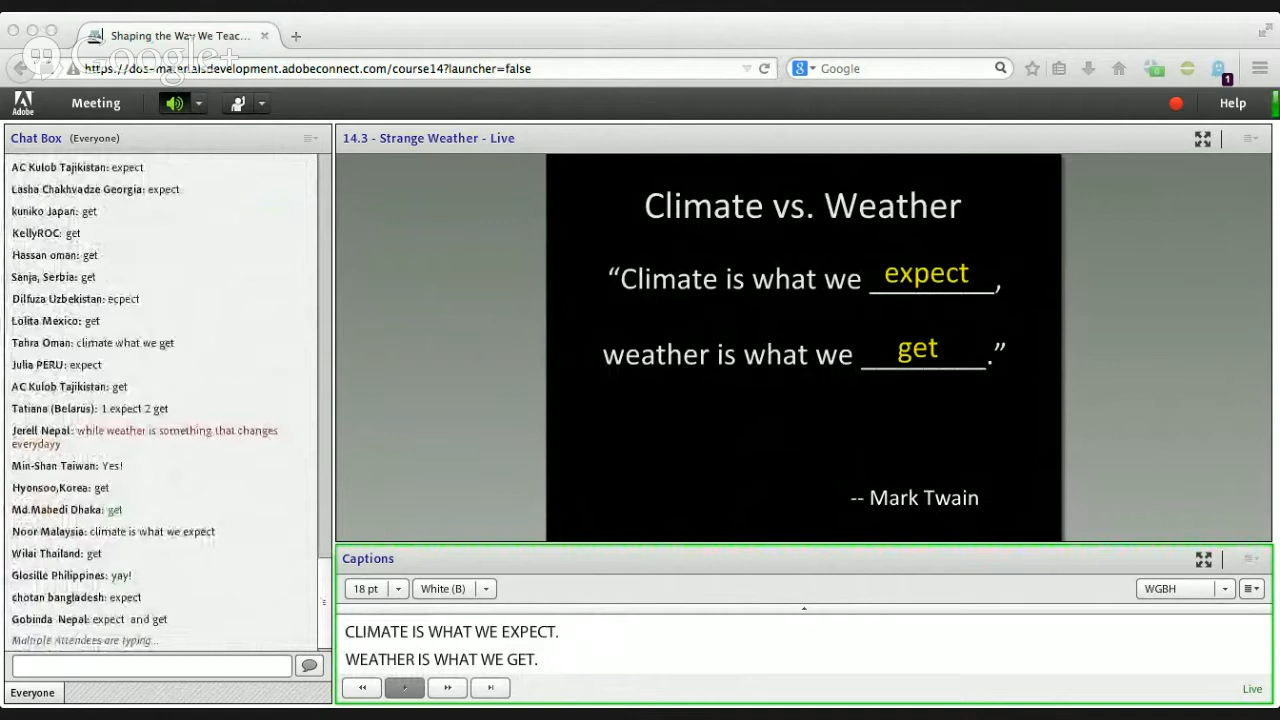 Shaping the Way We Teac...
Google+
https://dos-materialsdevelopment.adobeconnect.com/course14?launcher=false
Google
1
Adobe
Meeting
Help
Chat Box (Everyone)
AC Kulob Tajikistan: expect
Lasha Chakhvadze Georgia: expect
kuniko Japan: get
KellyROC: get
Hassan oman: get
Sanja, Serbia: get
Dilfuza Uzbekistan: ecpect
Lolita Mexico: get
Tahra Oman: climate what we get
Julia PERU: expect
AC Kulob Tajikistan: get
Tatiana (Belarus): 1 expect 2 get
Jerell Nepal: while weather is something that changes
everydayy
Min-Shan Taiwan: Yes!
Hyonsoo,Korea: get
Md.Mahedi Dhaka: get
Noor Malaysia: climate is what we expect
Wilai Thailand: get
Glosille Philippines: yay!
chotan bangladesh: expect
Gobinda Nepal: expect and get
Multiple Attendees are typing...
Everyone
14.3 - Strange Weather - Live
Climate vs. Weather
“Climate is what we expect,
weather is what we get.”
-- Mark Twain
Captions
18 pt
White (B)
WGBH
CLIMATE IS WHAT WE EXPECT.
WEATHER IS WHAT WE GET.
Live